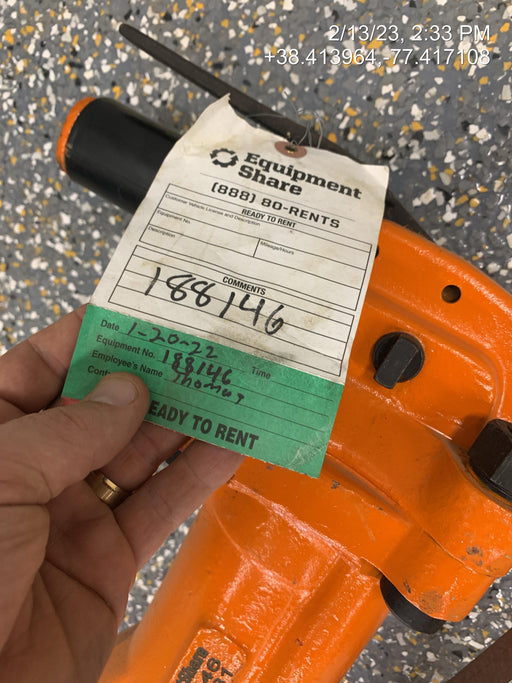 2/13/23, 2:33 PM
+38.413964,-77.417108
Equipment
Share
(888) 80-RENTS
READY TO RENT
Customer Vehicle License and Description
Equipment No.
Description
Mileage/Hours
COMMENTS
188146
Date 1-20-22
Equipment No. 188146 Time
Employee's Name Thomas
READY TO RENT
Share
46